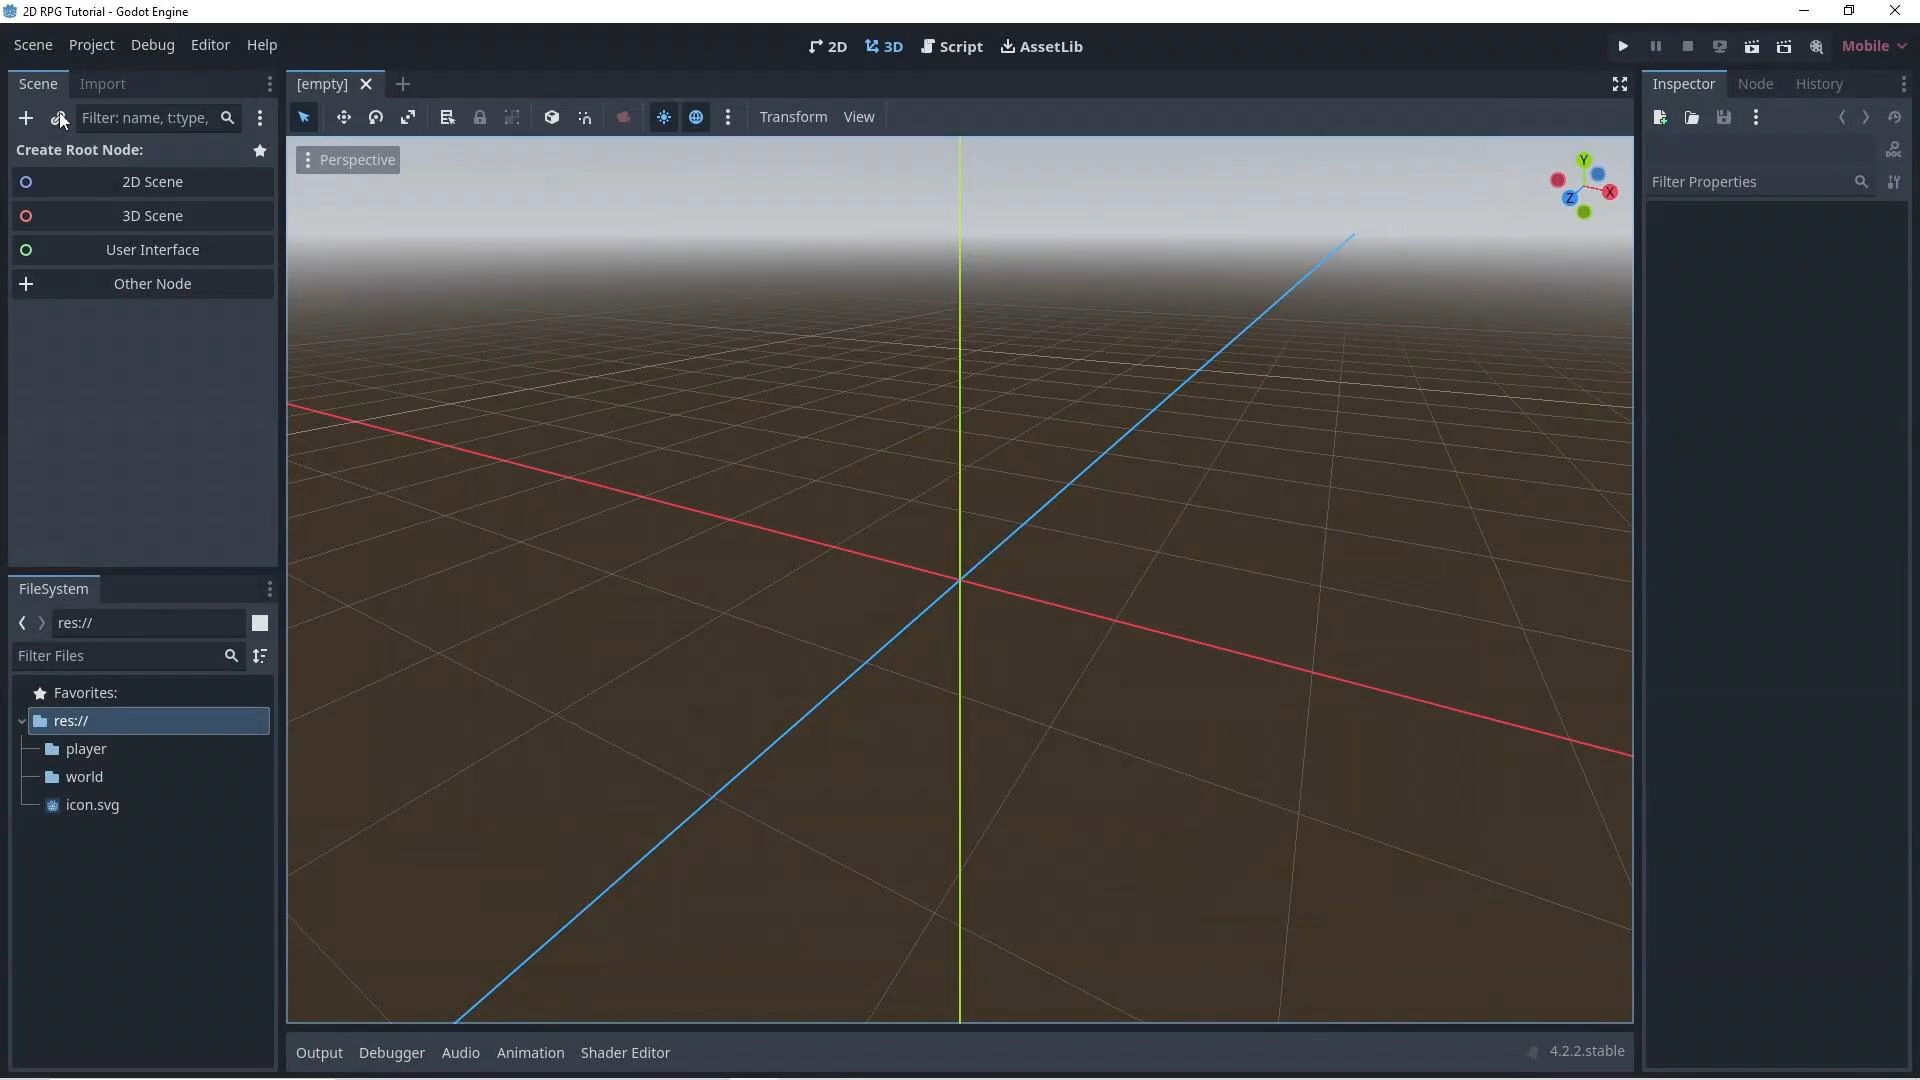 2D RPG Tutorial - Godot Engine
Scene Project Debug Editor Help
2D 3D Script AssetLib
Mobile
Scene Import
[empty]
Inspector Node History
Filter: name, t:type,
Transform View
Create Root Node:
2D Scene
3D Scene
User Interface
Other Node
Perspective
Y
X
Z
DOC
Filter Properties
FileSystem
res://
Filter Files
Favorites:
res://
player
world
icon.svg
Output Debugger Audio Animation Shader Editor
4.2.2.stable